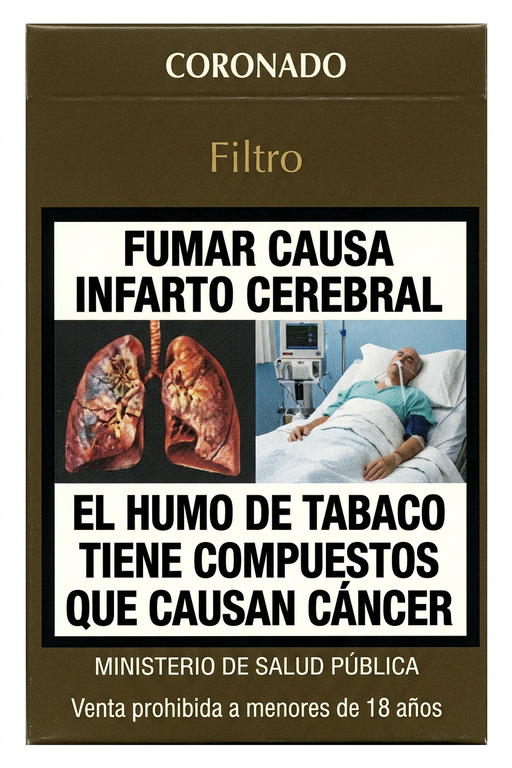 CORONADO
Filtro
FUMAR CAUSA
INFARTO CEREBRAL
EL HUMO DE TABACO
TIENE COMPUESTOS
QUE CAUSAN CÁNCER
MINISTERIO DE SALUD PÚBLICA
Venta prohibida a menores de 18 años